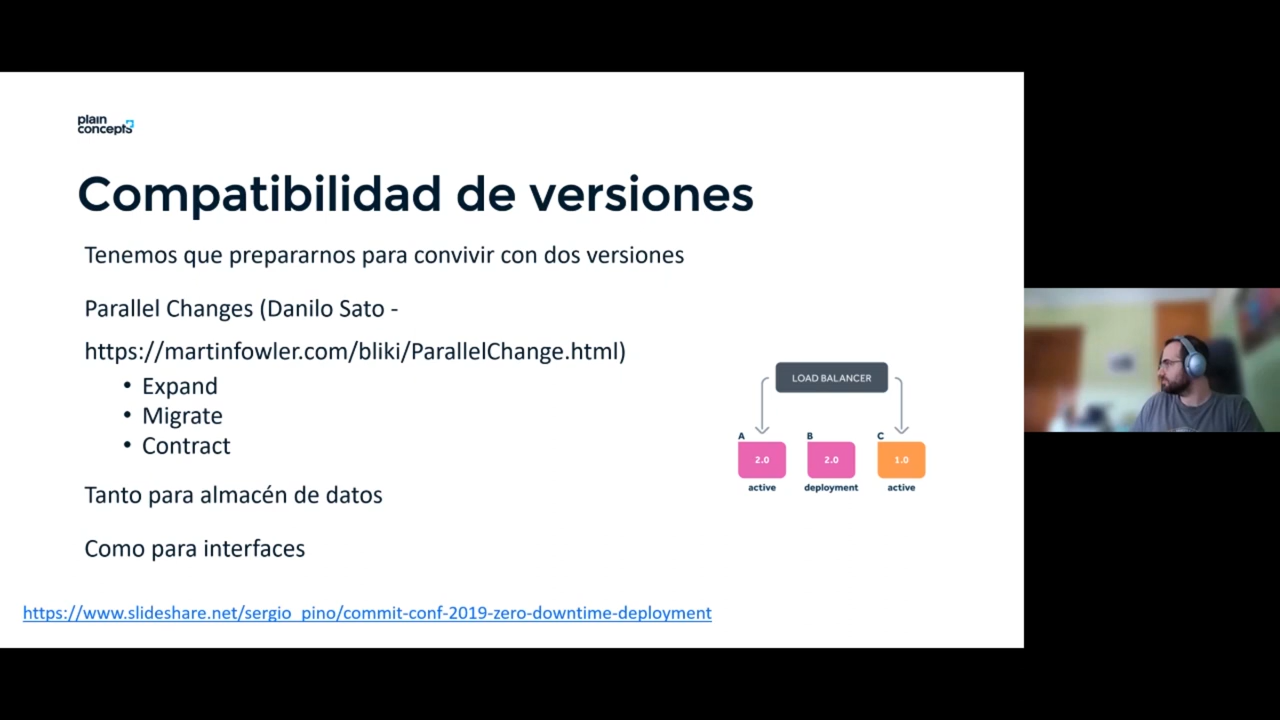 plain
concepts
Compatibilidad de versiones
Tenemos que prepararnos para convivir con dos versiones
Parallel Changes (Danilo Sato -
https://martinfowler.com/bliki/ParallelChange.html)
• Expand
• Migrate
• Contract
Tanto para almacén de datos
Como para interfaces
LOAD BALANCER
A B C
2.0 2.0 1.0
active deployment active
https://www.slideshare.net/sergio_pino/commit-conf-2019-zero-downtime-deployment